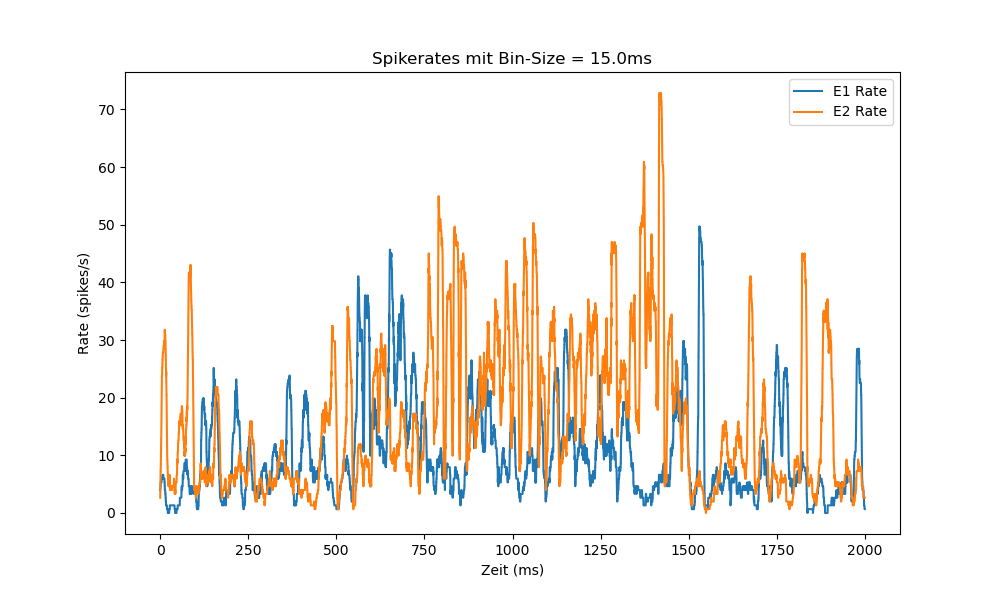 Spikerates mit Bin-Size = 15.0ms
E1 Rate
E2 Rate
Rate (spikes/s)
70
60
50
40
30
20
10
0
0 250 500 750 1000 1250 1500 1750 2000
Zeit (ms)